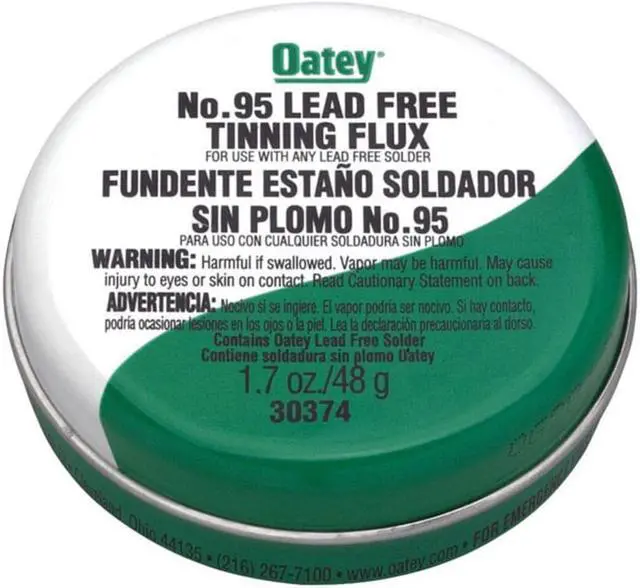 Oatey®
No.95 LEAD FREE
TINNING FLUX
FOR USE WITH ANY LEAD FREE SOLDER
FUNDENTE ESTAÑO SOLDADOR
SIN PLOMO No.95
PARA USO CON CUALQUIER SOLDADURA SIN PLOMO
WARNING: Harmful if swallowed. Vapor may be harmful. May cause
injury to eyes or skin on contact. Read Cautionary Statement on back.
ADVERTENCIA: Nocivo si se ingiere. El vapor podría ser nocivo. Si hay contacto,
podría ocasionar lesiones en los ojos o la piel. Lea la declaración precaucionaria al dorso.
Contains Oatey Lead Free Solder
Contiene soldadura sin plomo Oatey
1.7 oz./48 g
30374
Cleveland, Ohio 44135 • (216) 267-7100 • www.oatey.com • FOR EMERGENCY